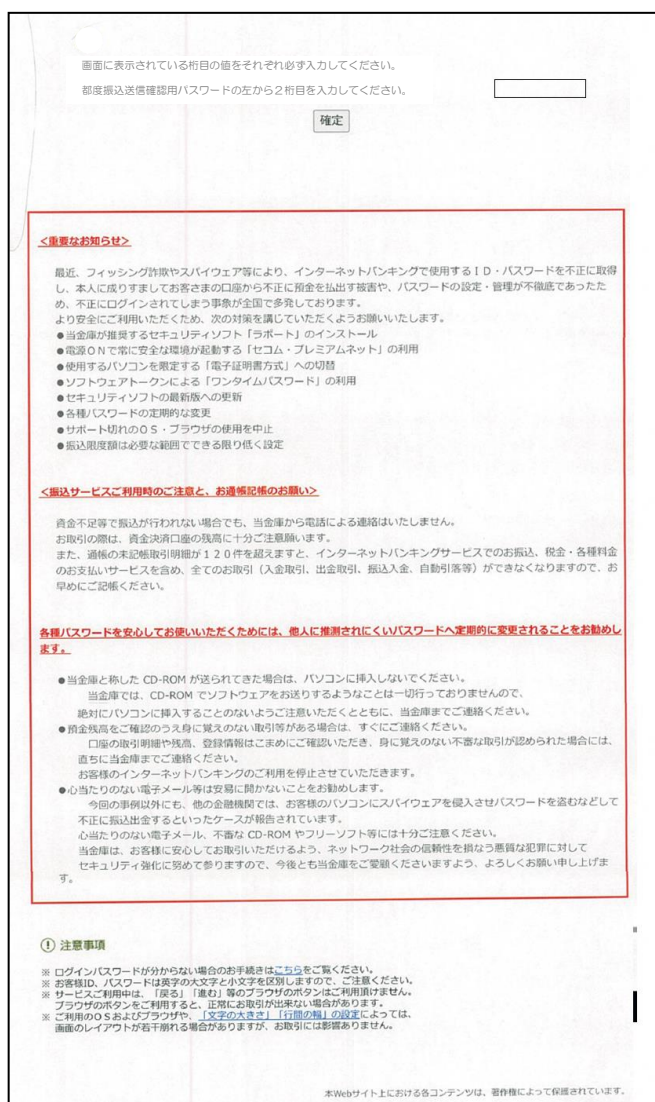 画面に表示されている桁目の値をそれぞれ必ず入力してください。
都度振込送信確認用パスワードの左から2桁目を入力してください。
確定
<重要なお知らせ>
最近、フィッシング詐欺やスパイウェア等により、インターネットバンキングで使用するＩＤ・パスワードを不正に取得
し、本人に成りすましてお客さまの口座から不正に預金を払出す被害や、パスワードの設定・管理が不徹底であったた
め、不正にログインされてしまう事象が全国で多発しております。
より安全にご利用いただくため、次の対策を講じていただくようお願いいたします。
●当金庫が推奨するセキュリティソフト「ラポート」のインストール
●電源ＯＮで常に安全な環境が起動する「セコム・プレミアムネット」の利用
●使用するパソコンを限定する「電子証明書方式」への切替
●ソフトウェアトークンによる「ワンタイムパスワード」の利用
●セキュリティソフトの最新版への更新
●各種パスワードの定期的な変更
●サポート切れのＯＳ・ブラウザの使用を中止
●振込限度額は必要な範囲でできる限り低く設定
<振込サービスご利用時のご注意と、お通帳記帳のお願い>
資金不足等で振込が行われない場合でも、当金庫から電話による連絡はいたしません。
お取引の際は、資金決済口座の残高に十分ご注意願います。
また、通帳の未記帳取引明細が１２０件を超えますと、インターネットバンキングサービスでのお振込、税金・各種料金
のお支払いサービスを含め、全てのお取引（入金取引、出金取引、振込入金、自動引落等）ができなくなりますので、お
早めにご記帳ください。
各種パスワードを安心してお使いいただくためには、他人に推測されにくいパスワードへ定期的に変更されることをお勧めし
ます。
●当金庫と称した CD-ROM が送られてきた場合は、パソコンに挿入しないでください。
当金庫では、CD-ROM でソフトウェアをお送りするようなことは一切行っておりませんので、
絶対にパソコンに挿入することのないようご注意いただくとともに、当金庫までご連絡ください。
●預金残高をご確認のうえ身に覚えのない取引等がある場合は、すぐにご連絡ください。
口座の取引明細や残高、登録情報はこまめにご確認いただき、身に覚えのない不審な取引が認められた場合には、
直ちに当金庫までご連絡ください。
お客様のインターネットバンキングのご利用を停止させていただきます。
●心当たりのない電子メール等は安易に開かないことをお勧めします。
今回の事例以外にも、他の金融機関では、お客様のパソコンにスパイウェアを侵入させパスワードを盗むなどして
不正に振込出金するといったケースが報告されています。
心当たりのない電子メール、不審な CD-ROM やフリーソフト等には十分ご注意ください。
当金庫は、お客様に安心してお取引いただけるよう、ネットワーク社会の信頼性を損なう悪質な犯罪に対して
セキュリティ強化に努めて参りますので、今後とも当金庫をご愛顧くださいますよう、よろしくお願い申し上げま
す。
注意事項
※ ログインパスワードが分からない場合のお手続きはこちらをご覧ください。
※ お客様ID、パスワードは英字の大文字と小文字を区別しますので、ご注意ください。
※ サービスご利用中は、「戻る」「進む」等のブラウザのボタンはご利用頂けません。
ブラウザのボタンをご利用すると、正常にお取引が出来ない場合があります。
※ ご利用のＯＳおよびブラウザや、「文字の大きさ」「行間の幅」の設定によっては、
画面のレイアウトが若干崩れる場合がありますが、お取引には影響ありません。
本Webサイト上における各コンテンツは、著作権によって保護されています。